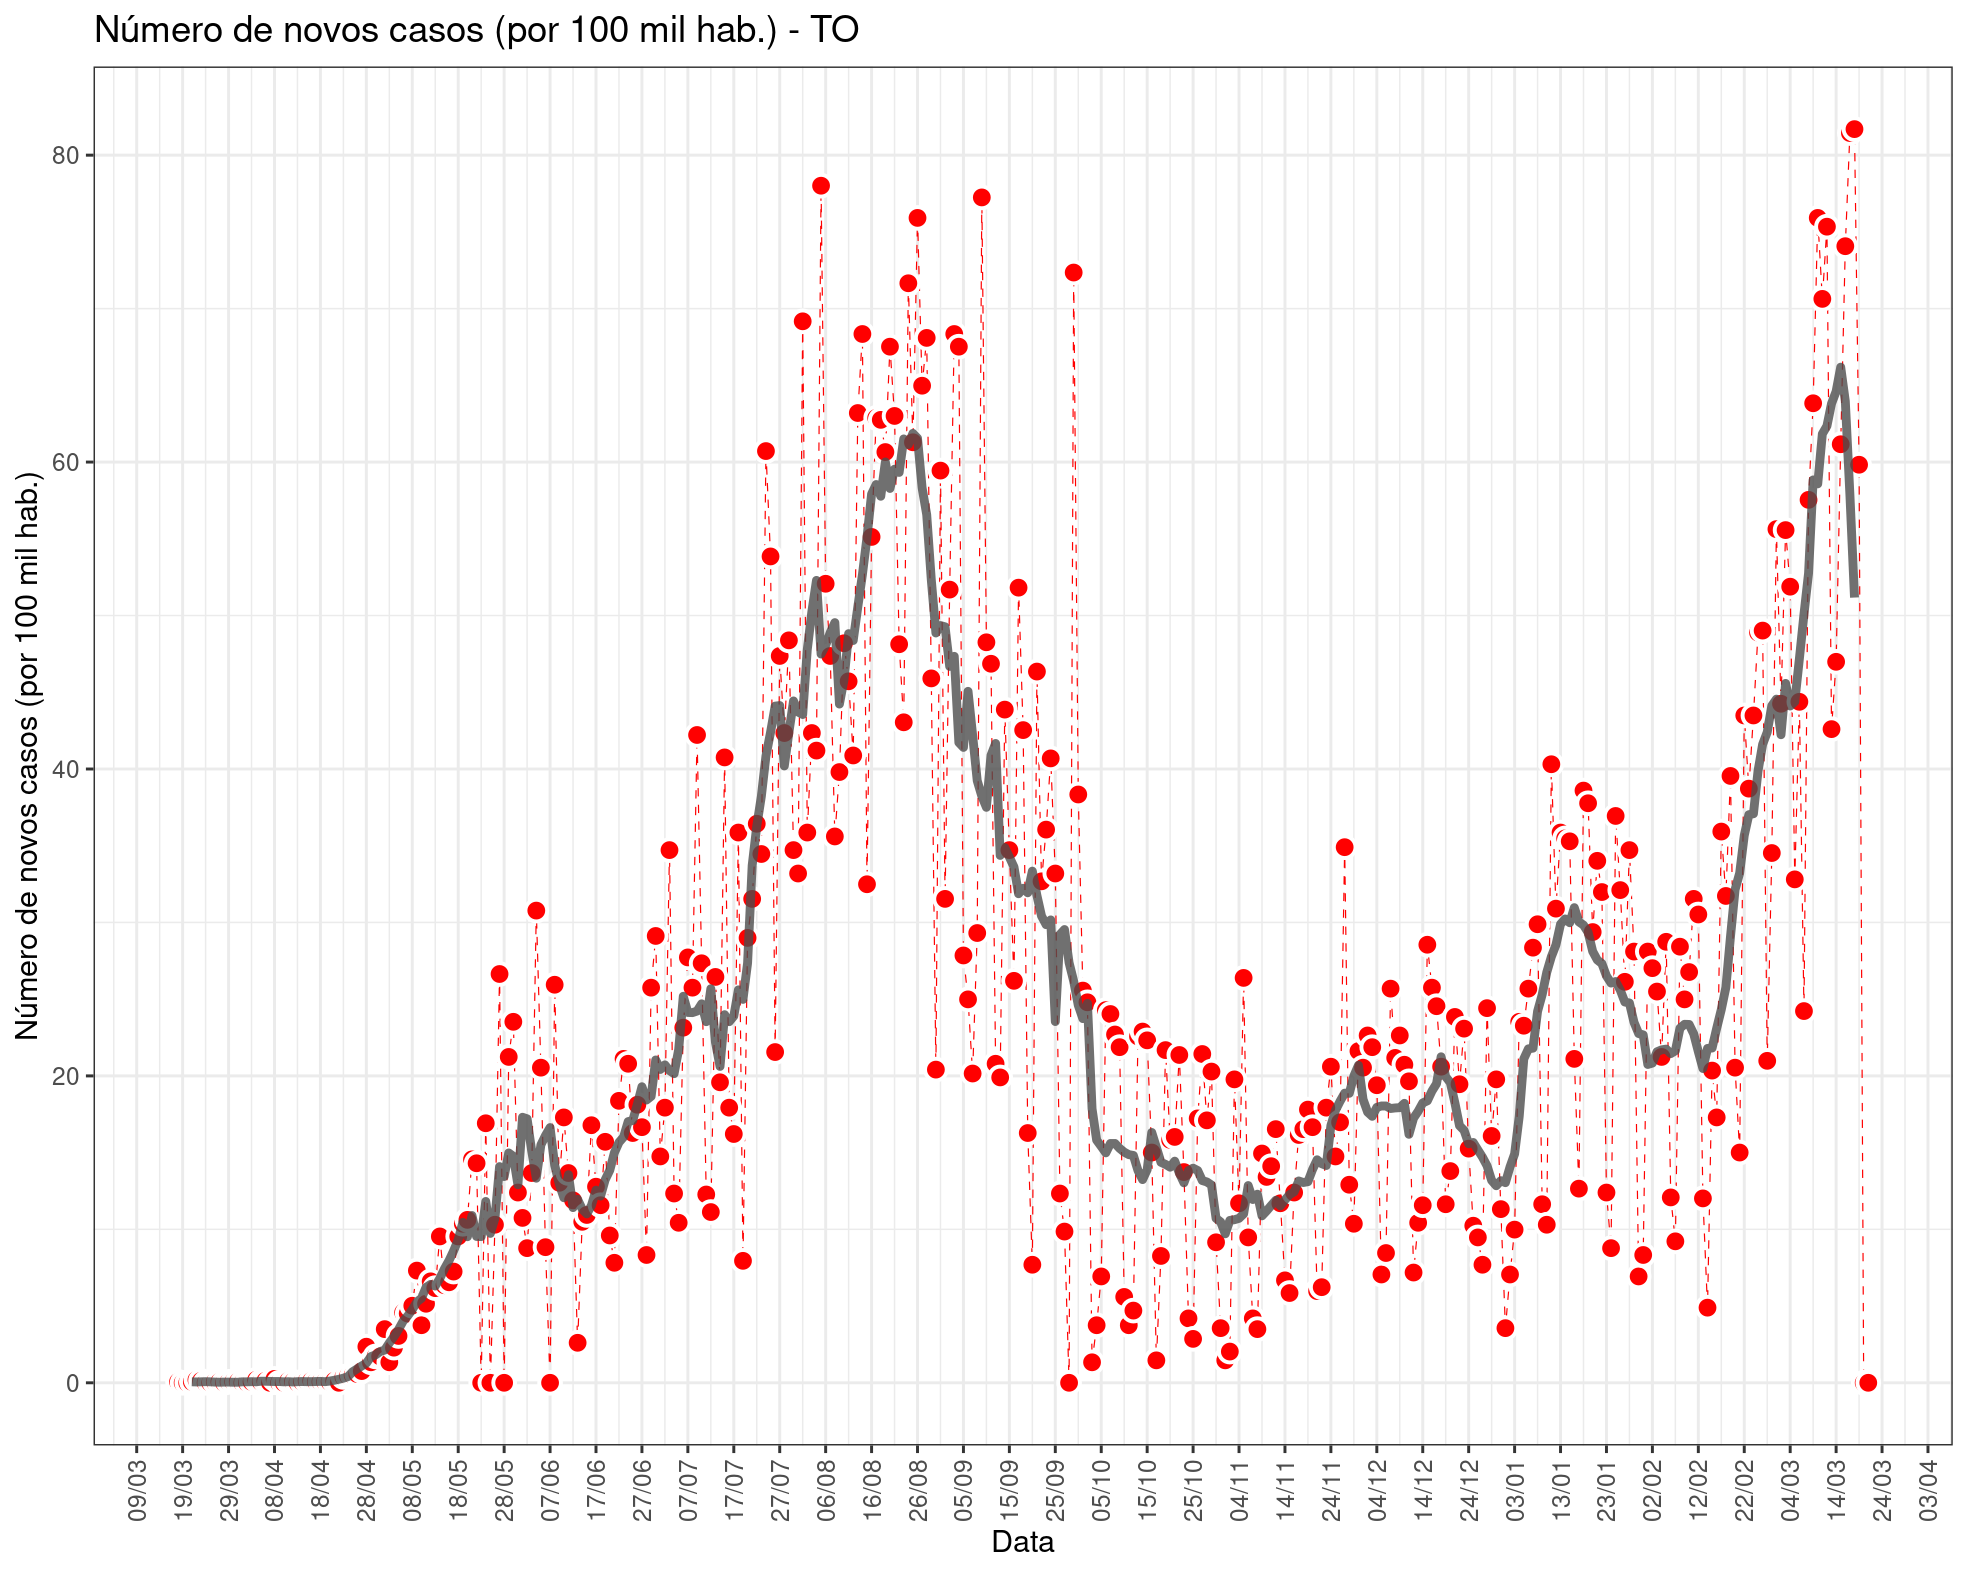 Número de novos casos (por 100 mil hab.) - TO
Número de novos casos (por 100 mil hab.)
80
60
40
20
0
09/03 19/03 29/03 08/04 18/04 28/04 08/05 18/05 28/05 07/06 17/06 27/06 07/07 17/07 27/07 06/08 16/08 26/08 05/09 15/09 25/09 05/10 15/10 25/10 04/11 14/11 24/11 04/12 14/12 24/12 03/01 13/01 23/01 02/02 12/02 22/02 04/03 14/03 24/03 03/04
Data